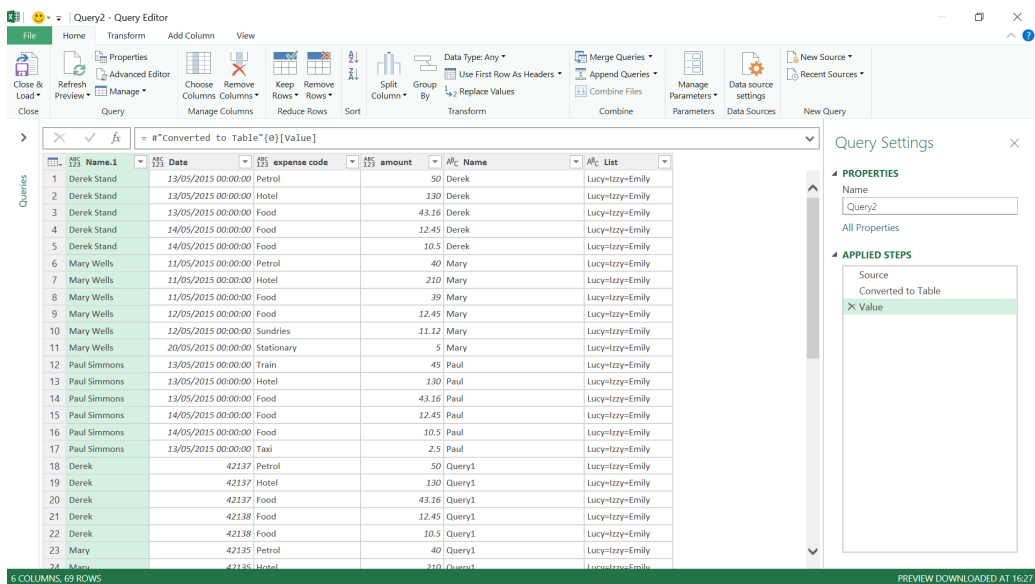 Query2 - Query Editor
File Home Transform Add Column View
Close & Load
Refresh Preview
Properties
Advanced Editor
Manage
Choose Columns
Remove Columns
Keep Rows
Remove Rows
Split Column
Group By
Data Type: Any
Use First Row As Headers
Replace Values
Merge Queries
Append Queries
Combine Files
Manage Parameters
Data source settings
New Source
Recent Sources
Close Query Manage Columns Reduce Rows Sort Transform Combine Parameters Data Sources New Query
= #"Converted to Table"{0}[Value]
Queries
ABC 123 Name.1 ABC 123 Date ABC 123 expense code ABC 123 amount ABC Name ABC List
1 Derek Stand 13/05/2015 00:00:00 Petrol 50 Derek Lucy=Izzy=Emily
2 Derek Stand 13/05/2015 00:00:00 Hotel 130 Derek Lucy=Izzy=Emily
3 Derek Stand 13/05/2015 00:00:00 Food 43.16 Derek Lucy=Izzy=Emily
4 Derek Stand 14/05/2015 00:00:00 Food 12.45 Derek Lucy=Izzy=Emily
5 Derek Stand 14/05/2015 00:00:00 Food 10.5 Derek Lucy=Izzy=Emily
6 Mary Wells 11/05/2015 00:00:00 Petrol 40 Mary Lucy=Izzy=Emily
7 Mary Wells 11/05/2015 00:00:00 Hotel 210 Mary Lucy=Izzy=Emily
8 Mary Wells 11/05/2015 00:00:00 Food 39 Mary Lucy=Izzy=Emily
9 Mary Wells 12/05/2015 00:00:00 Food 12.45 Mary Lucy=Izzy=Emily
10 Mary Wells 12/05/2015 00:00:00 Sundries 11.12 Mary Lucy=Izzy=Emily
11 Mary Wells 20/05/2015 00:00:00 Stationary 5 Mary Lucy=Izzy=Emily
12 Paul Simmons 13/05/2015 00:00:00 Train 45 Paul Lucy=Izzy=Emily
13 Paul Simmons 13/05/2015 00:00:00 Hotel 130 Paul Lucy=Izzy=Emily
14 Paul Simmons 13/05/2015 00:00:00 Food 43.16 Paul Lucy=Izzy=Emily
15 Paul Simmons 14/05/2015 00:00:00 Food 12.45 Paul Lucy=Izzy=Emily
16 Paul Simmons 14/05/2015 00:00:00 Food 10.5 Paul Lucy=Izzy=Emily
17 Paul Simmons 13/05/2015 00:00:00 Taxi 2.5 Paul Lucy=Izzy=Emily
18 Derek 42137 Petrol 50 Query1 Lucy=Izzy=Emily
19 Derek 42137 Hotel 130 Query1 Lucy=Izzy=Emily
20 Derek 42137 Food 43.16 Query1 Lucy=Izzy=Emily
21 Derek 42138 Food 12.45 Query1 Lucy=Izzy=Emily
22 Derek 42138 Food 10.5 Query1 Lucy=Izzy=Emily
23 Mary 42135 Petrol 40 Query1 Lucy=Izzy=Emily
24 Mary 42135 Hotel 210 Query1 Lucy=Izzy=Emily
Query Settings
PROPERTIES
Name
Query2
All Properties
APPLIED STEPS
Source
Converted to Table
Value
6 COLUMNS, 69 ROWS
PREVIEW DOWNLOADED AT 16:27